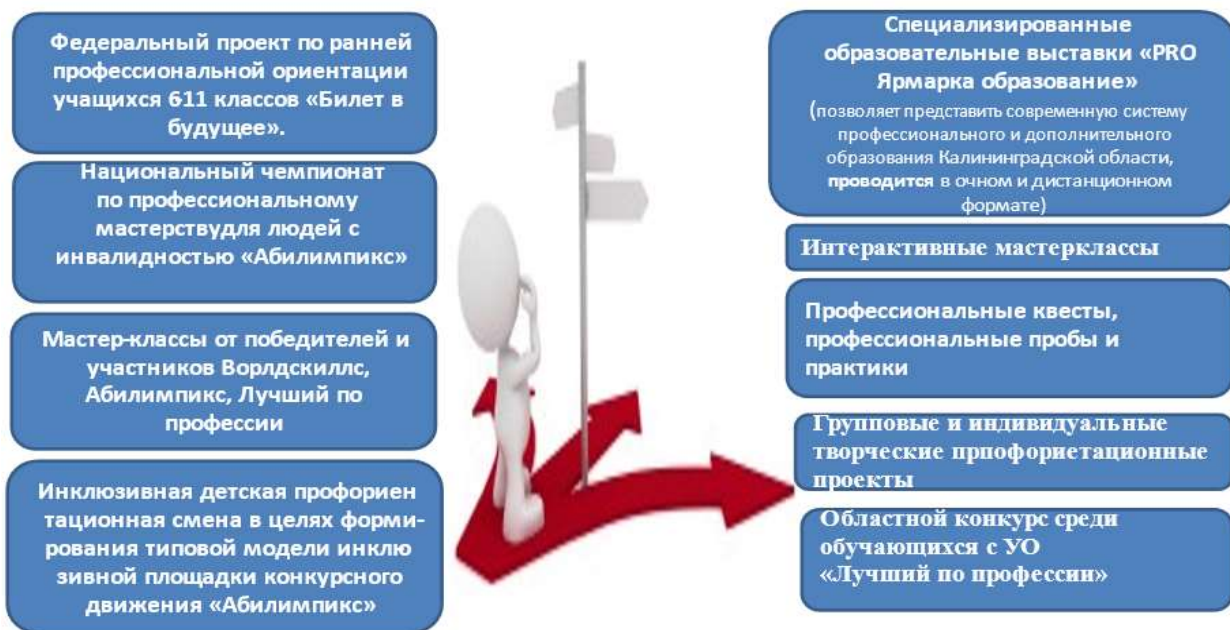 Федеральный проект по ранней
профессиональной ориентации
учащихся 611 классов «Билет в
будущее».
Национальный чемпионат
по профессиональному
мастерствудля людей с
инвалидностью «Абилимпикс»
Мастер-классы от победителей и
участников Ворлдскиллс,
Абилимпикс, Лучший по
профессии
Инклюзивная детская профориен
тационная смена в целях форми-
рования типовой модели инклю
зивной площадки конкурсного
движения «Абилимпикс»
Специализированные
образовательные выставки «PRO
Ярмарка образование»
(позволяет представить современную систему
профессионального и дополнительного
образования Калининградской области,
проводится в очном и дистанционном
формате)
Интерактивные мастерклассы
Профессиональные квесты,
профессиональные пробы и
практики
Групповые и индивидуальные
творческие прпофориетационные
проекты
Областной конкурс среди
обучающихся с УО
«Лучший по профессии»